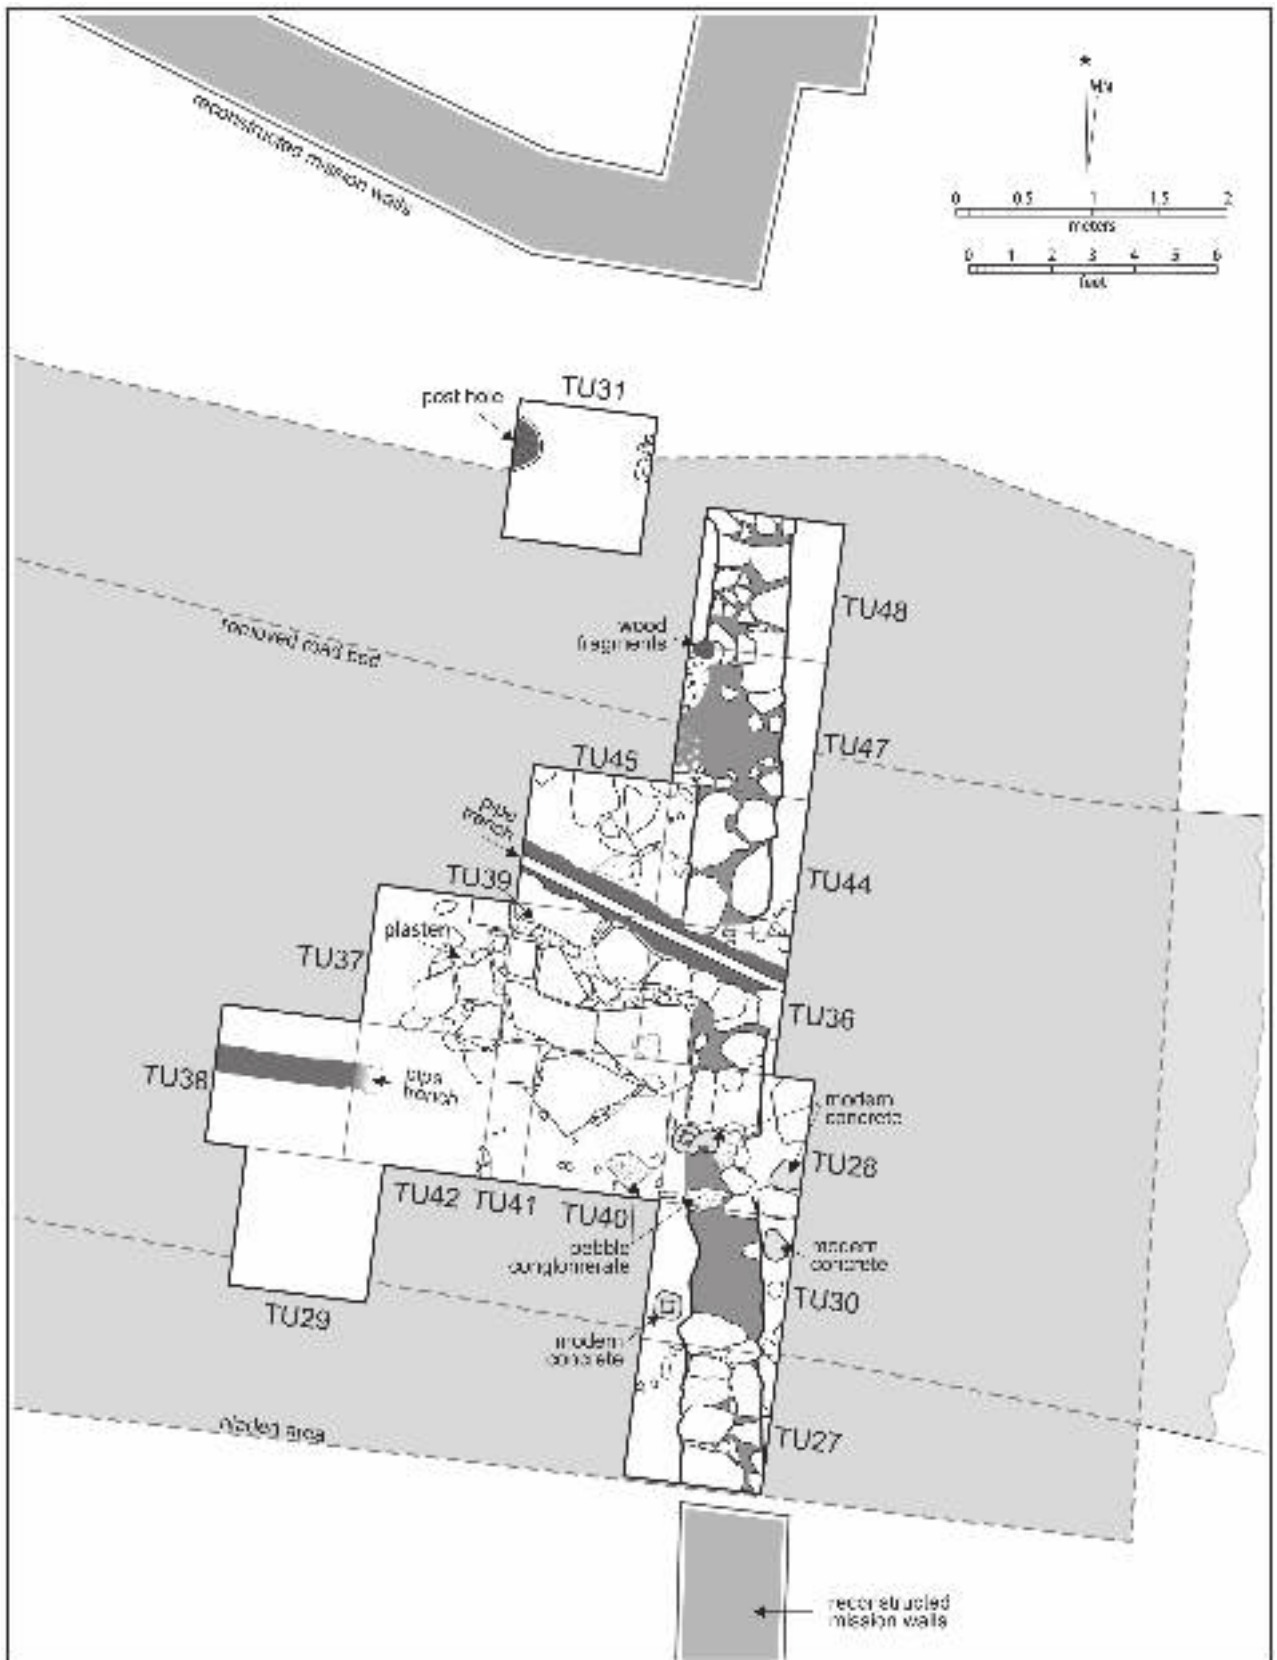 reconstructed mission walls
MN
0 0.5 1 1.5 2
meters
0 1 2 3 4 5 6
feet
TU31
post hole
TU48
removed road bed
wood
fragments
TU47
TU45
pipe
trench
TU44
TU39
plaster
TU37
TU36
TU38
pipe
trench
modern
concrete
TU28
TU42 TU41 TU40
pebble
conglomerate
modern
concrete
TU30
TU29
modern
concrete
TU27
area
reconstructed
mission walls